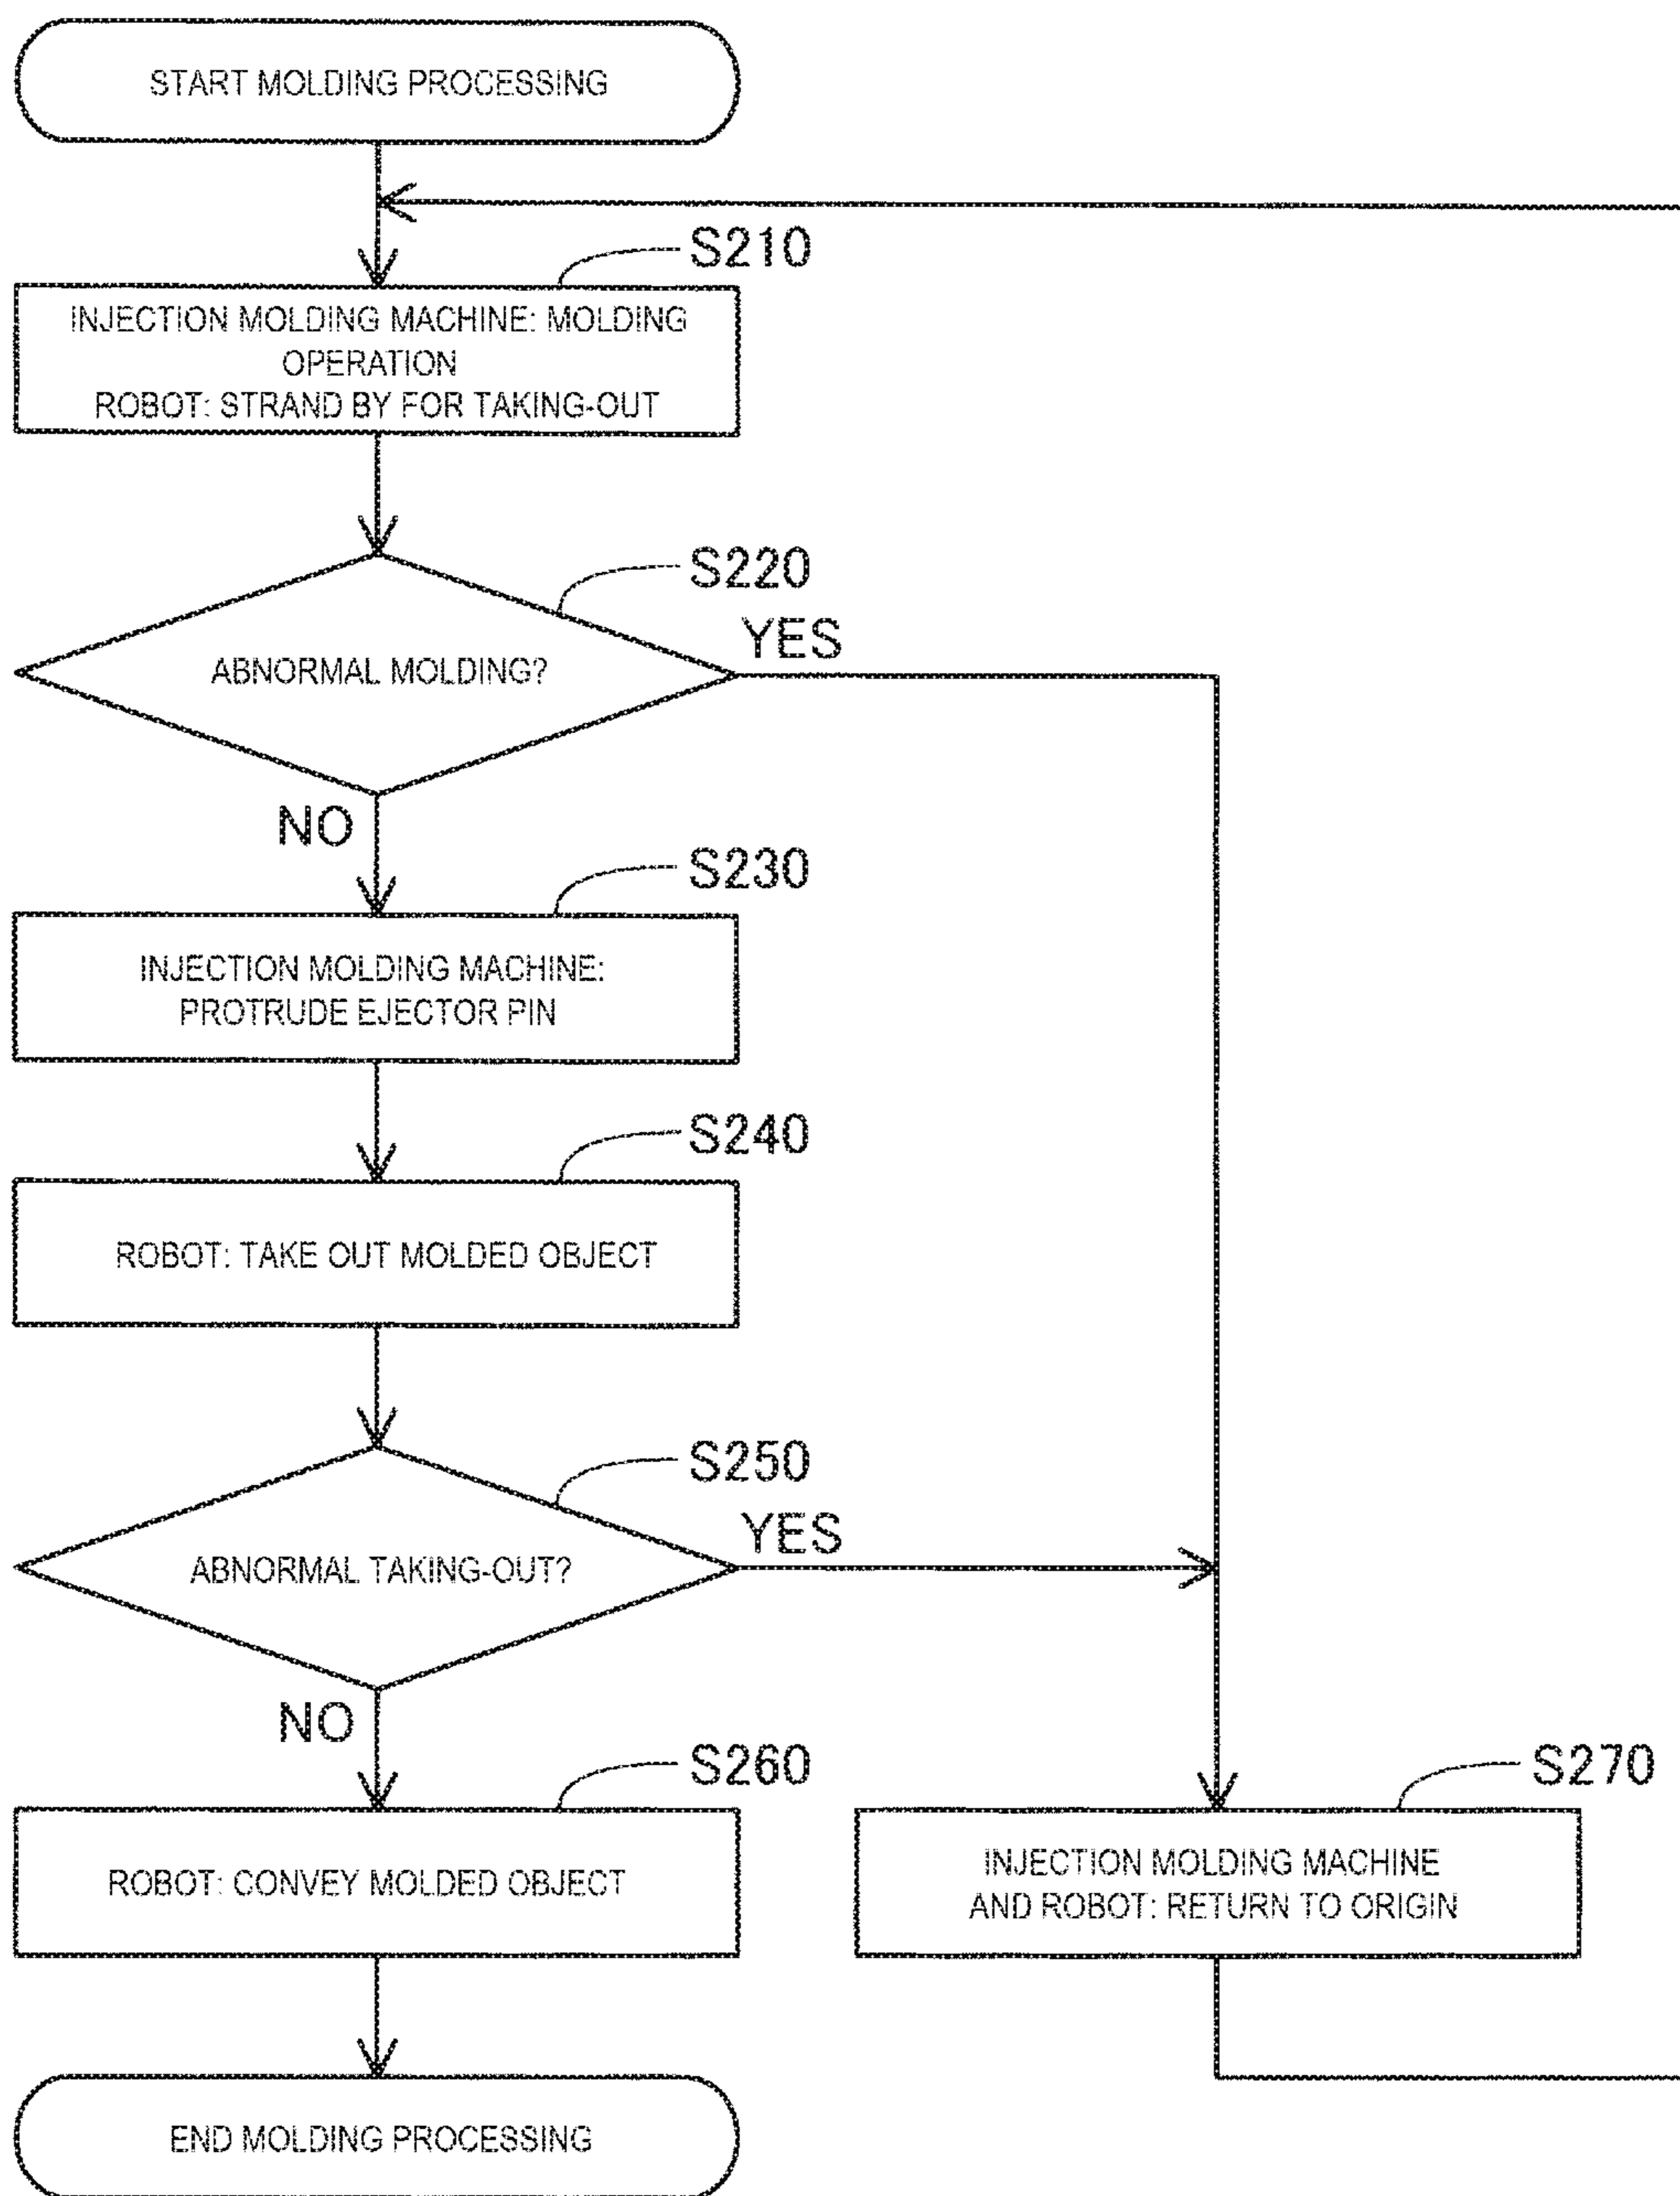 START MOLDING PROCESSING
S210
INJECTION MOLDING MACHINE: MOLDING
OPERATION
ROBOT: STRAND BY FOR TAKING-OUT
S220
YES
ABNORMAL MOLDING?
NO
S230
INJECTION MOLDING MACHINE:
PROTRUDE EJECTOR PIN
S240
ROBOT: TAKE OUT MOLDED OBJECT
S250
YES
ABNORMAL TAKING-OUT?
NO
S260
ROBOT: CONVEY MOLDED OBJECT
S270
INJECTION MOLDING MACHINE
AND ROBOT: RETURN TO ORIGIN
END MOLDING PROCESSING